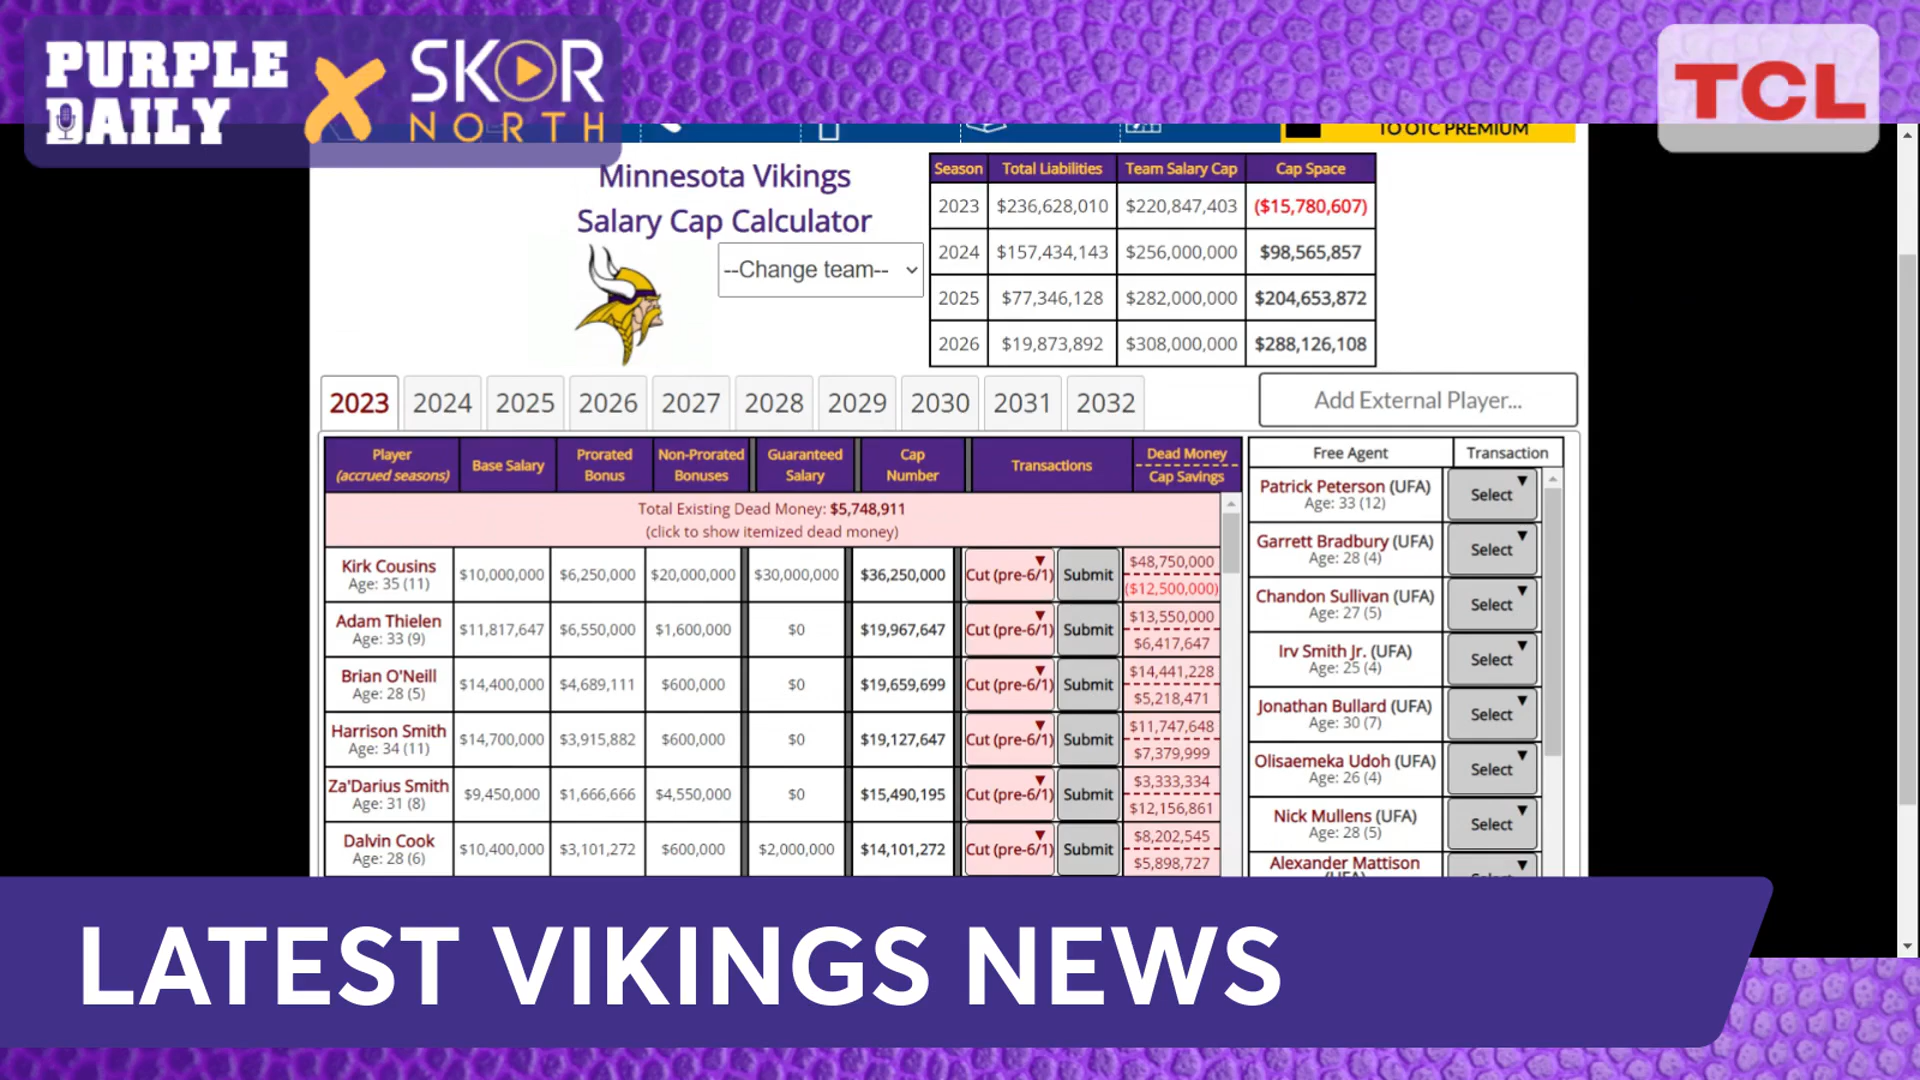 PURPLE
DAILY
X
SKOR
NORTH
TCL
TO OTC PREMIUM
Minnesota Vikings
Salary Cap Calculator
--Change team--
Season Total Liabilities Team Salary Cap Cap Space
2023 $236,628,010 $220,847,403 ($15,780,607)
2024 $157,434,143 $256,000,000 $98,565,857
2025 $77,346,128 $282,000,000 $204,653,872
2026 $19,873,892 $308,000,000 $288,126,108
2023 2024 2025 2026 2027 2028 2029 2030 2031 2032
Add External Player...
Player
(accrued seasons)
Base Salary
Prorated
Bonus
Non-Prorated
Bonuses
Guaranteed
Salary
Cap
Number
Transactions
Dead Money
Cap Savings
Total Existing Dead Money: $5,748,911
(click to show itemized dead money)
Kirk Cousins
Age: 35 (11)
$10,000,000 $6,250,000 $20,000,000 $30,000,000 $36,250,000 Cut (pre-6/1) Submit
$48,750,000
($12,500,000)
Adam Thielen
Age: 33 (9)
$11,817,647 $6,550,000 $1,600,000 $0 $19,967,647 Cut (pre-6/1) Submit
$13,550,000
$6,417,647
Brian O'Neill
Age: 28 (5)
$14,400,000 $4,689,111 $600,000 $0 $19,659,699 Cut (pre-6/1) Submit
$14,441,228
$5,218,471
Harrison Smith
Age: 34 (11)
$14,700,000 $3,915,882 $600,000 $0 $19,127,647 Cut (pre-6/1) Submit
$11,747,648
$7,379,999
Za'Darius Smith
Age: 31 (8)
$9,450,000 $1,666,666 $4,550,000 $0 $15,490,195 Cut (pre-6/1) Submit
$3,333,334
$12,156,861
Dalvin Cook
Age: 28 (6)
$10,400,000 $3,101,272 $600,000 $2,000,000 $14,101,272 Cut (pre-6/1) Submit
$8,202,545
$5,898,727
Free Agent Transaction
Patrick Peterson (UFA)
Age: 33 (12)
Select
Garrett Bradbury (UFA)
Age: 28 (4)
Select
Chandon Sullivan (UFA)
Age: 27 (5)
Select
Irv Smith Jr. (UFA)
Age: 25 (4)
Select
Jonathan Bullard (UFA)
Age: 30 (7)
Select
Olisaemeka Udoh (UFA)
Age: 26 (4)
Select
Nick Mullens (UFA)
Age: 28 (5)
Select
Alexander Mattison
LATEST VIKINGS NEWS